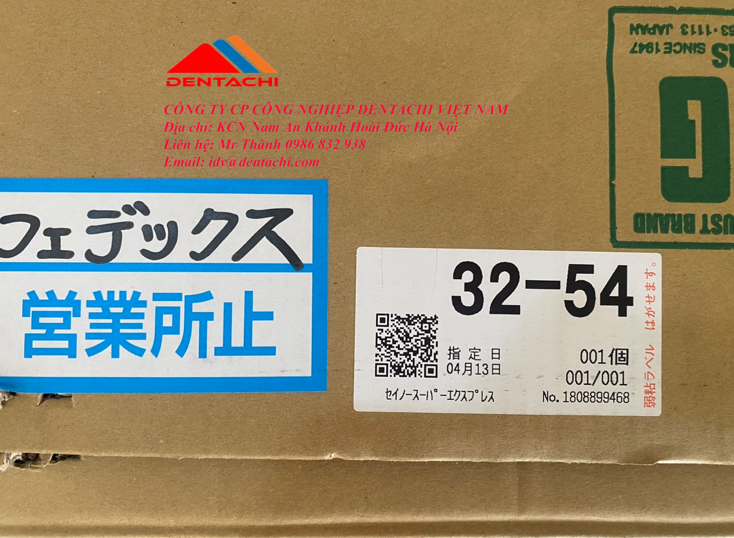 DENTACHI
CÔNG TY CP CÔNG NGHIỆP DENTACHI VIỆT NAM
Địa chỉ: KCN Nam An Khánh Hoài Đức Hà Nội
Liên hệ: Mr Thành 0986 832 938
Email: id@dentachi.com
SINCE 1947
JAPAN
G
UST BRAND
フェデックス
営業所止
32-54
指定日
04月13日
001個
001/001
セイノースーパーエクスプレス
No. 1808899468
弱粘ラベル はがせます。